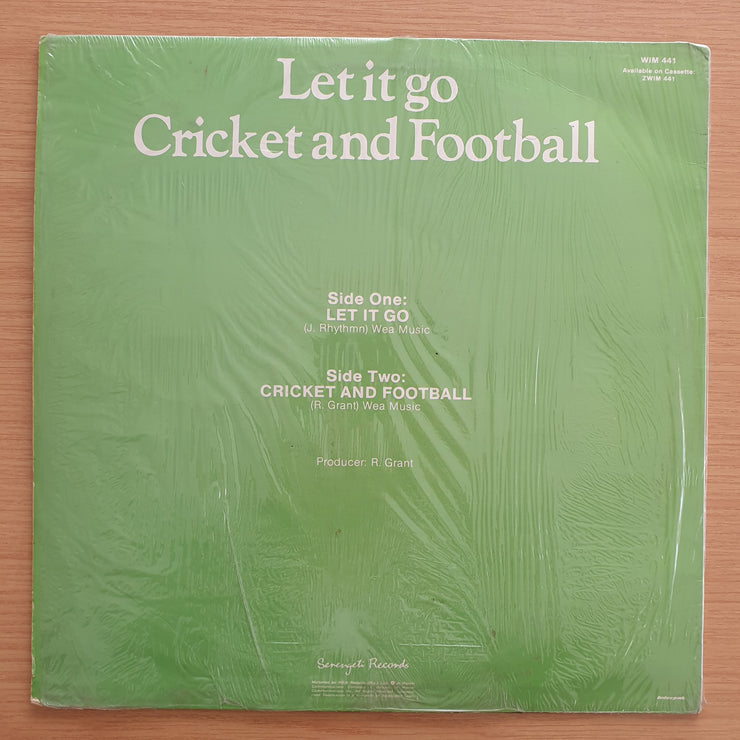 Let it go
Cricket and Football
WIM 441
Available on Cassette:
ZWIM 441
Side One:
LET IT GO
(J. Rhythmn) Wea Music
Side Two:
CRICKET AND FOOTBALL
(R. Grant) Wea Music
Producer: R. Grant
Serengeti Records